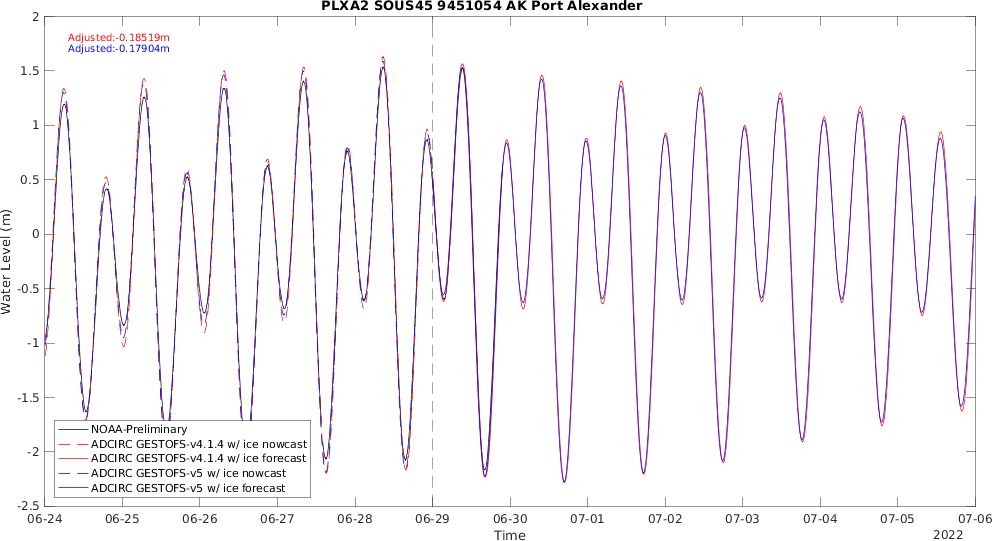 PLXA2 SOUS45 9451054 AK Port Alexander
Adjusted:-0.18519m
Adjusted:-0.17904m
2
1.5
1
0.5
0
-0.5
-1
-1.5
-2
-2.5
Water Level (m)
NOAA-Preliminary
ADCIRC GESTOFS-v4.1.4 w/ ice nowcast
ADCIRC GESTOFS-v4.1.4 w/ ice forecast
ADCIRC GESTOFS-v5 w/ ice nowcast
ADCIRC GESTOFS-v5 w/ ice forecast
06-24 06-25 06-26 06-27 06-28 06-29 06-30 07-01 07-02 07-03 07-04 07-05 07-06
Time
2022